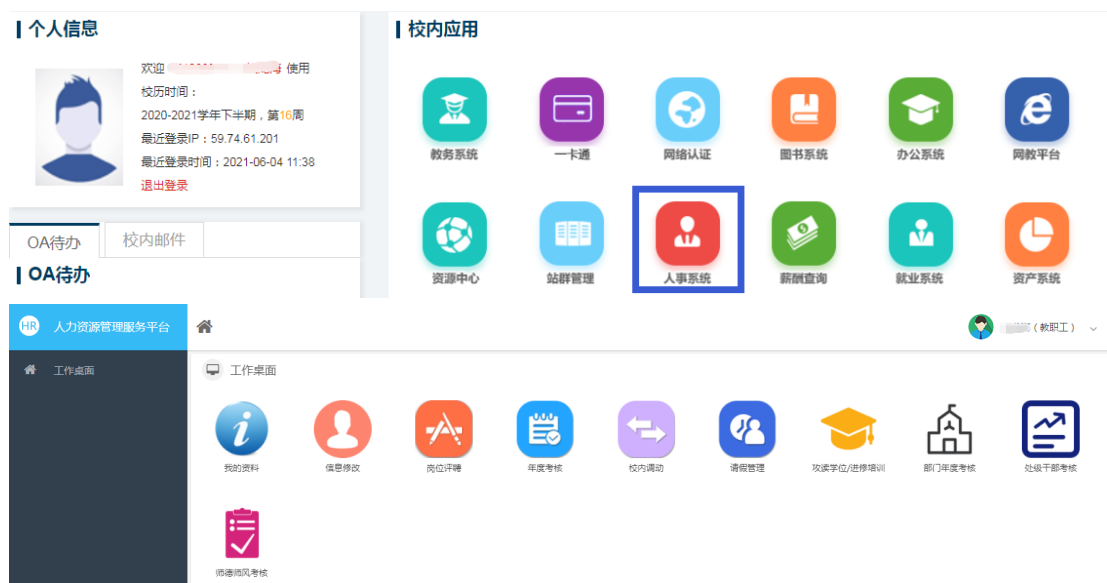 个人信息
欢迎 使用
校历时间：
2020-2021学年下半期，第16周
最近登录IP：59.74.61.201
最近登录时间：2021-06-04 11:38
退出登录
OA待办 校内邮件
OA待办
校内应用
教务系统 一卡通 网络认证 图书系统 办公系统 网教平台
资源中心 站群管理 人事系统 薪酬查询 就业系统 资产系统
HR 人力资源管理服务平台
（教职工）
工作桌面
工作桌面
我的资料 信息修改 岗位评聘 年度考核 校内调动 请假管理 攻读学位/进修培训 部门年度考核 处级干部考核
师德师风考核